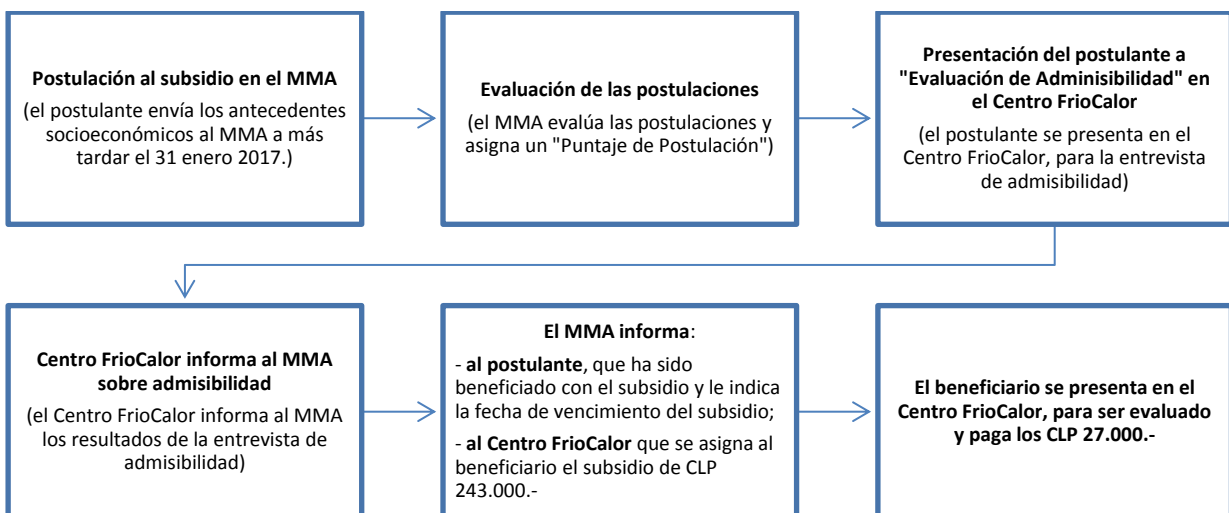 Postulación al subsidio en el MMA
(el postulante envía los antecedentes
socioeconómicos al MMA a más
tardar el 31 enero 2017.)
Evaluación de las postulaciones
(el MMA evalúa las postulaciones y
asigna un "Puntaje de Postulación")
Presentación del postulante a
"Evaluación de Adminisibilidad" en
el Centro FrioCalor
(el postulante se presenta en el
Centro FrioCalor, para la entrevista
de admisibilidad)
Centro FrioCalor informa al MMA
sobre admisibilidad
(el Centro FrioCalor informa al MMA
los resultados de la entrevista de
admisibilidad)
El MMA informa:
- al postulante, que ha sido
beneficiado con el subsidio y le indica
la fecha de vencimiento del subsidio;
- al Centro FrioCalor que se asigna al
beneficiario el subsidio de CLP
243.000.-
El beneficiario se presenta en el
Centro FrioCalor, para ser evaluado
y paga los CLP 27.000.-